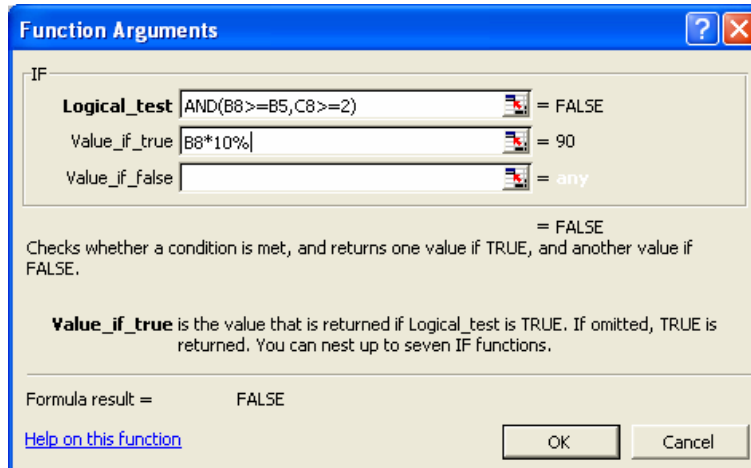 Function Arguments
IF
Logical_test AND(B8>=B5,C8>=2) = FALSE
Value_if_true B8*10% = 90
Value_if_false = any
= FALSE
Checks whether a condition is met, and returns one value if TRUE, and another value if
FALSE.
Value_if_true is the value that is returned if Logical_test is TRUE. If omitted, TRUE is
returned. You can nest up to seven IF functions.
Formula result = FALSE
Help on this function OK Cancel